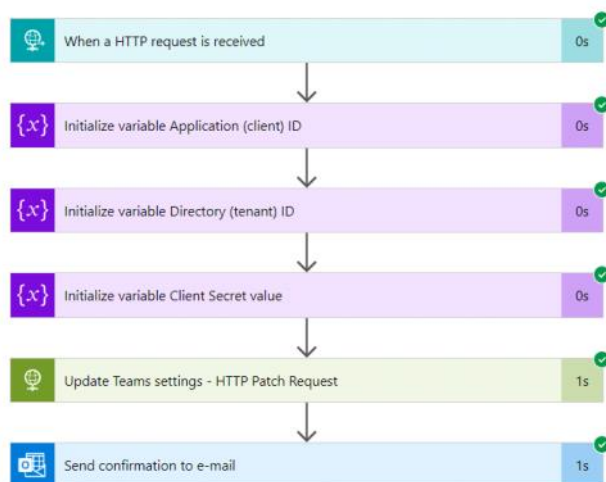 When a HTTP request is received 0s
{x} Initialize variable Application (client) ID 0s
{x} Initialize variable Directory (tenant) ID 0s
{x} Initialize variable Client Secret value 0s
Update Teams settings - HTTP Patch Request 1s
Send confirmation to e-mail 1s